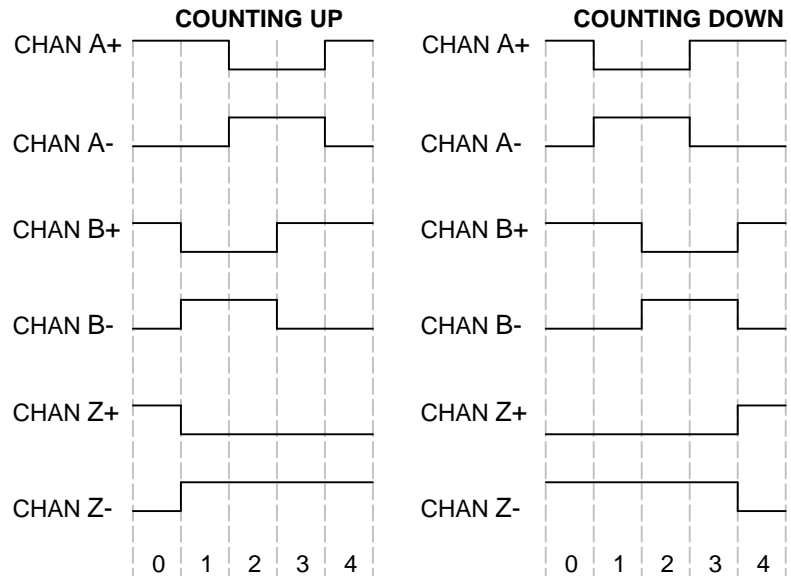 COUNTING UP
CHAN A+
CHAN A-
CHAN B+
CHAN B-
CHAN Z+
CHAN Z-
0 1 2 3 4
COUNTING DOWN
CHAN A+
CHAN A-
CHAN B+
CHAN B-
CHAN Z+
CHAN Z-
0 1 2 3 4